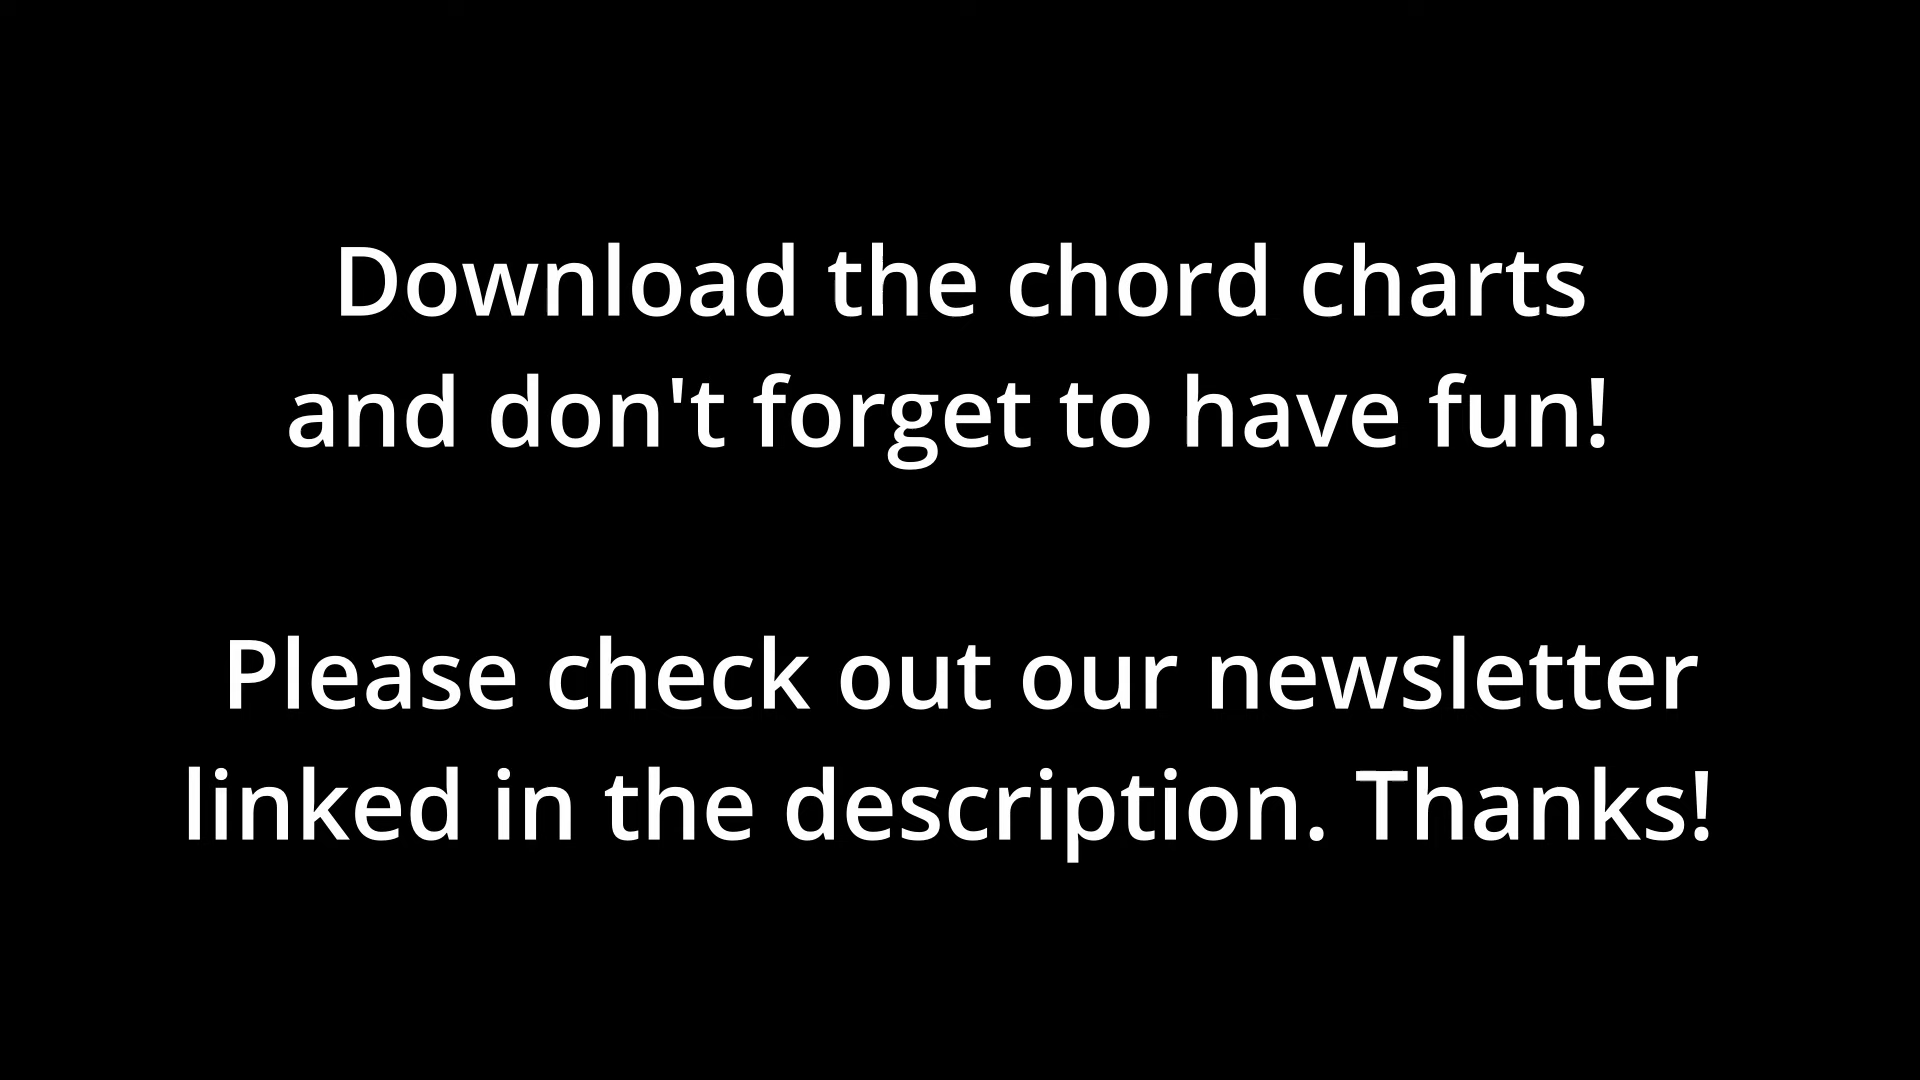 Download the chord charts
and don't forget to have fun!
Please check out our newsletter
linked in the description. Thanks!